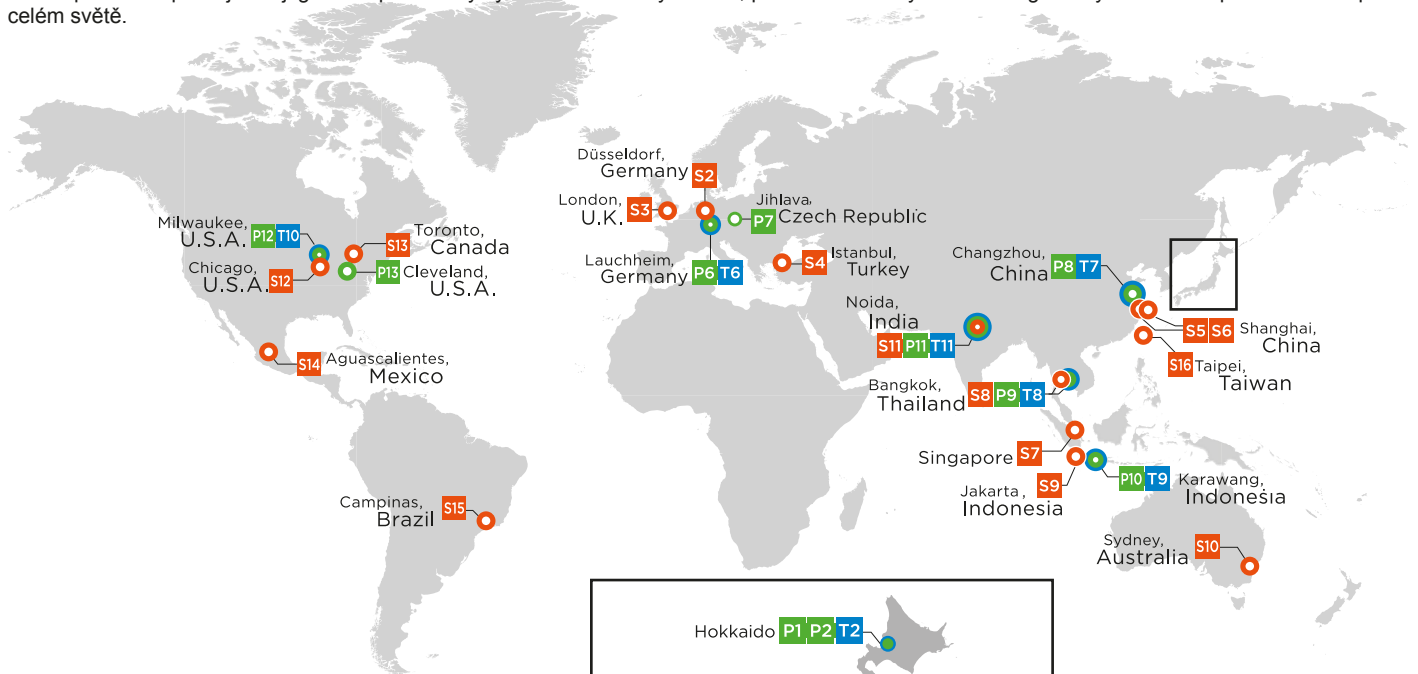 celém světě.
Düsseldorf,
Germany S2
London,
U.K. S3
Jihlava,
P7 Czech Republic
Milwaukee,
U.S.A. P12 T10
Toronto,
S13 Canada
Chicago,
U.S.A. S12
P13 Cleveland,
U.S.A.
Lauchheim,
Germany P6 T6
S4 Istanbul,
Turkey
Changzhou,
China P8 T7
Noida,
India
S11 P11 T11
S5 S6 Shanghai,
China
S14 Aguascalientes,
Mexico
S16 Taipei,
Taiwan
Bangkok,
Thailand S8 P9 T8
Singapore S7
Jakarta,
Indonesia S9
P10 T9 Karawang,
Indonesia
Campinas,
Brazil S15
Sydney,
Australia S10
Hokkaido P1 P2 T2